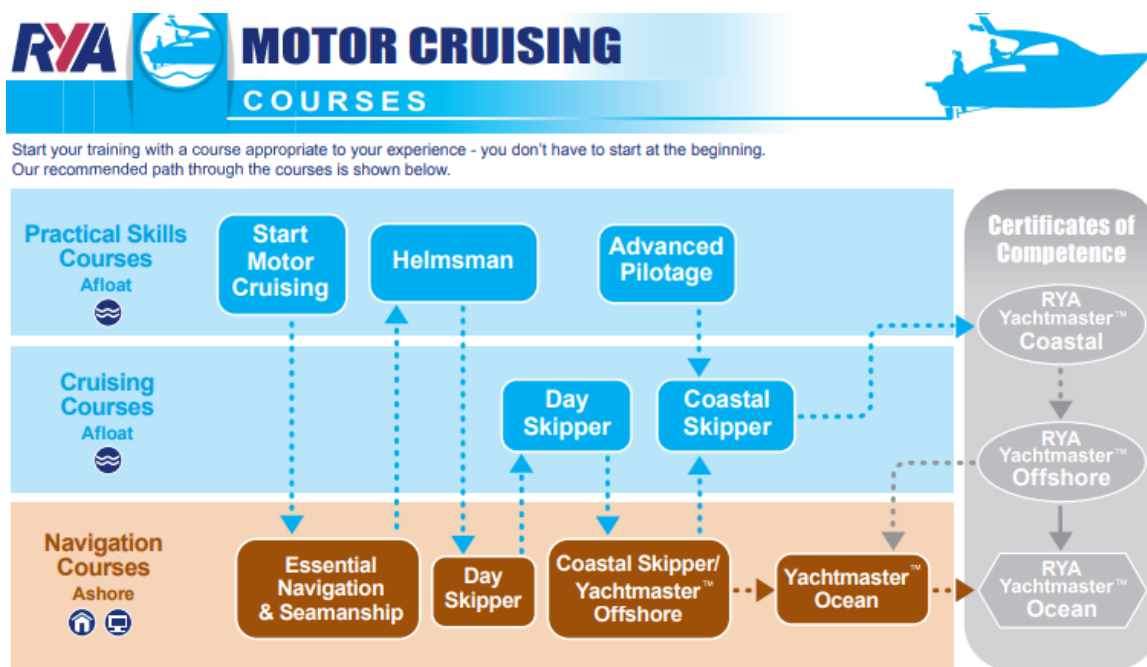 RYA
MOTOR CRUISING
COURSES
Start your training with a course appropriate to your experience - you don't have to start at the beginning.
Our recommended path through the courses is shown below.
Practical Skills
Courses
Afloat
Start
Motor
Cruising
Helmsman
Advanced
Pilotage
Cruising
Courses
Afloat
Day
Skipper
Coastal
Skipper
Navigation
Courses
Ashore
Essential
Navigation
& Seamanship
Day
Skipper
Coastal Skipper/
Yachtmaster™
Offshore
Yachtmaster™
Ocean
Certificates of
Competence
RYA
Yachtmaster™
Coastal
RYA
Yachtmaster™
Offshore
RYA
Yachtmaster™
Ocean